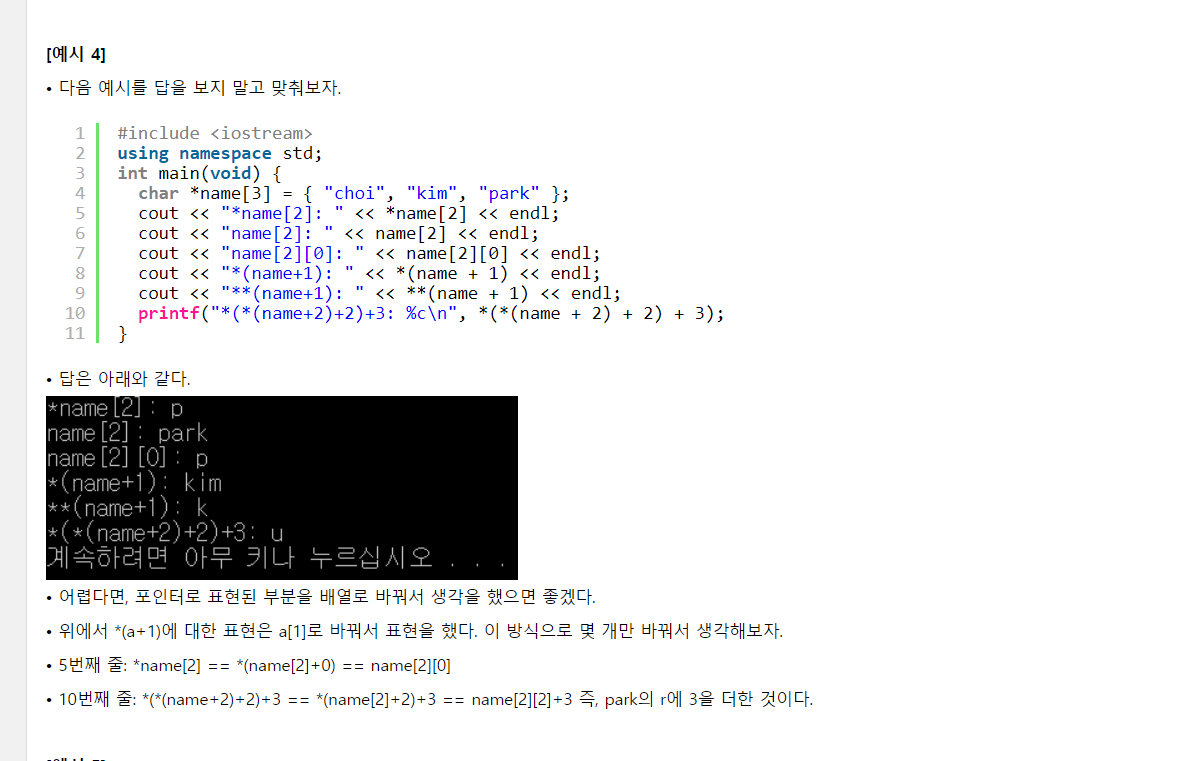 [예시 4]
• 다음 예시를 답을 보지 말고 맞춰보자.
1 #include <iostream>
2 using namespace std;
3 int main(void) {
4 char *name[3] = { "choi", "kim", "park" };
5 cout << "*name[2]: " << *name[2] << endl;
6 cout << "name[2]: " << name[2] << endl;
7 cout << "name[2][0]: " << name[2][0] << endl;
8 cout << "*(name+1): " << *(name + 1) << endl;
9 cout << "**(name+1): " << **(name + 1) << endl;
10 printf("*(*(name+2)+2)+3: %c\n", *(*(name + 2) + 2) + 3);
11 }
• 답은 아래와 같다.
*name[2]: p
name[2]: park
name[2][0]: p
*(name+1): kim
**(name+1): k
*(*(name+2)+2)+3: u
계속하려면 아무 키나 누르십시오 . . .
• 어렵다면, 포인터로 표현된 부분을 배열로 바꿔서 생각을 했으면 좋겠다.
• 위에서 *(a+1)에 대한 표현은 a[1]로 바꿔서 표현을 했다. 이 방식으로 몇 개만 바꿔서 생각해보자.
• 5번째 줄: *name[2] == *(name[2]+0) == name[2][0]
• 10번째 줄: *(*(name+2)+2)+3 == *(name[2]+2)+3 == name[2][2]+3 즉, park의 r에 3을 더한 것이다.